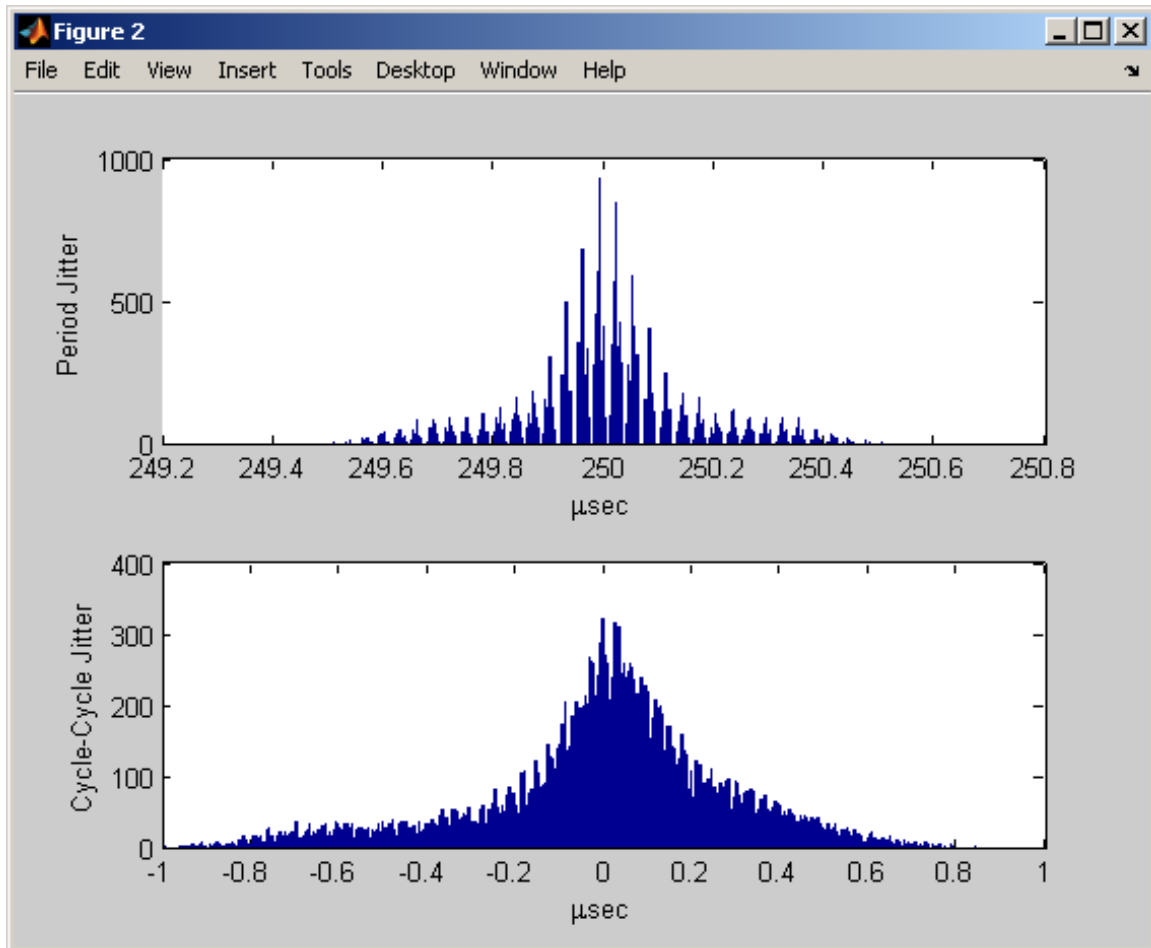 Figure 2
File Edit View Insert Tools Desktop Window Help
1000
500
0
Period Jitter
249.2 249.4 249.6 249.8 250 250.2 250.4 250.6 250.8
µsec
400
300
200
100
0
Cycle-Cycle Jitter
-1 -0.8 -0.6 -0.4 -0.2 0 0.2 0.4 0.6 0.8 1
µsec